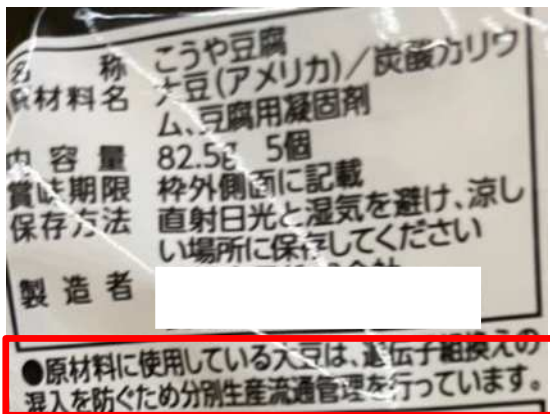 名称 こうや豆腐
原材料名 大豆(アメリカ)/炭酸カリウ
ム、豆腐用凝固剤
内容量 82.5g 5個
賞味期限 枠外側面に記載
保存方法 直射日光と湿気を避け、涼し
い場所に保存してください
製造者
●原材料に使用している大豆は、遺伝子組換えの
混入を防ぐため分別生産流通管理を行っています。